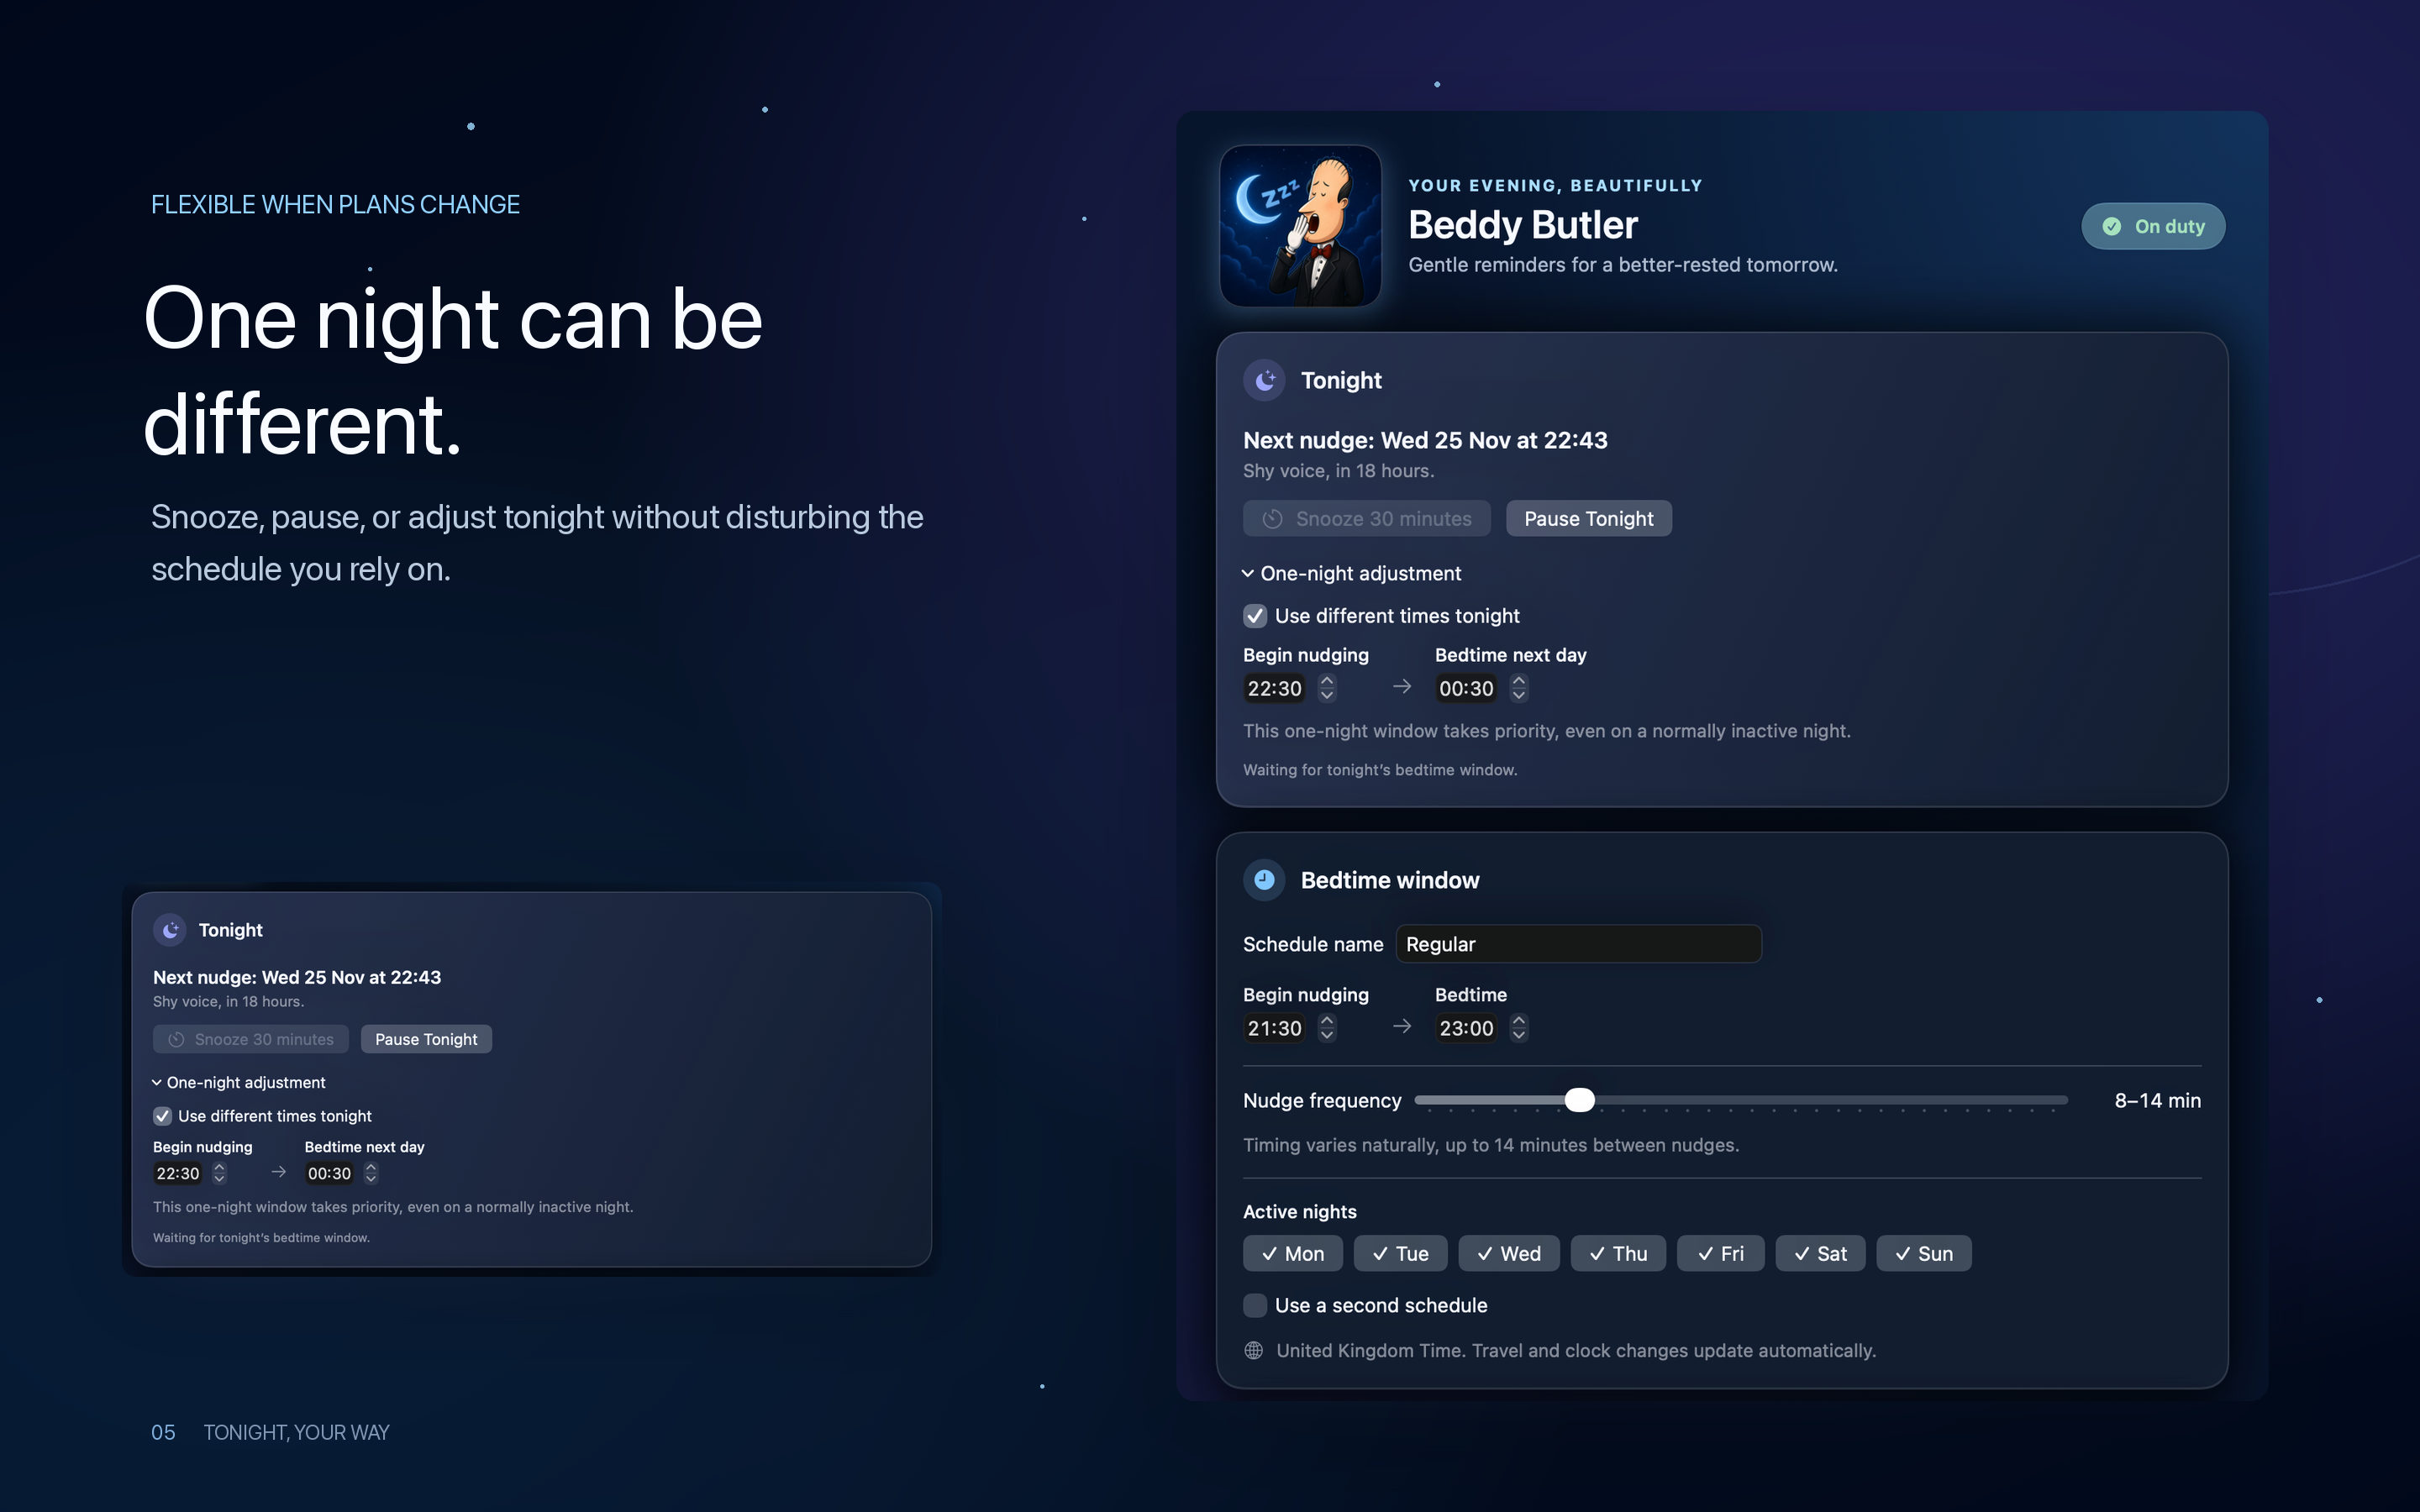 FLEXIBLE WHEN PLANS CHANGE
One night can be
different.
Snooze, pause, or adjust tonight without disturbing the
schedule you rely on.
Tonight
Next nudge: Wed 25 Nov at 22:43
Shy voice, in 18 hours.
Snooze 30 minutes Pause Tonight
One-night adjustment
Use different times tonight
Begin nudging Bedtime next day
22:30 → 00:30
This one-night window takes priority, even on a normally inactive night.
Waiting for tonight's bedtime window.
05 TONIGHT, YOUR WAY
zzz
YOUR EVENING, BEAUTIFULLY
Beddy Butler
Gentle reminders for a better-rested tomorrow.
On duty
Tonight
Next nudge: Wed 25 Nov at 22:43
Shy voice, in 18 hours.
Snooze 30 minutes Pause Tonight
One-night adjustment
Use different times tonight
Begin nudging Bedtime next day
22:30 → 00:30
This one-night window takes priority, even on a normally inactive night.
Waiting for tonight's bedtime window.
Bedtime window
Schedule name Regular
Begin nudging Bedtime
21:30 → 23:00
Nudge frequency 8–14 min
Timing varies naturally, up to 14 minutes between nudges.
Active nights
✓ Mon ✓ Tue ✓ Wed ✓ Thu ✓ Fri ✓ Sat ✓ Sun
Use a second schedule
United Kingdom Time. Travel and clock changes update automatically.